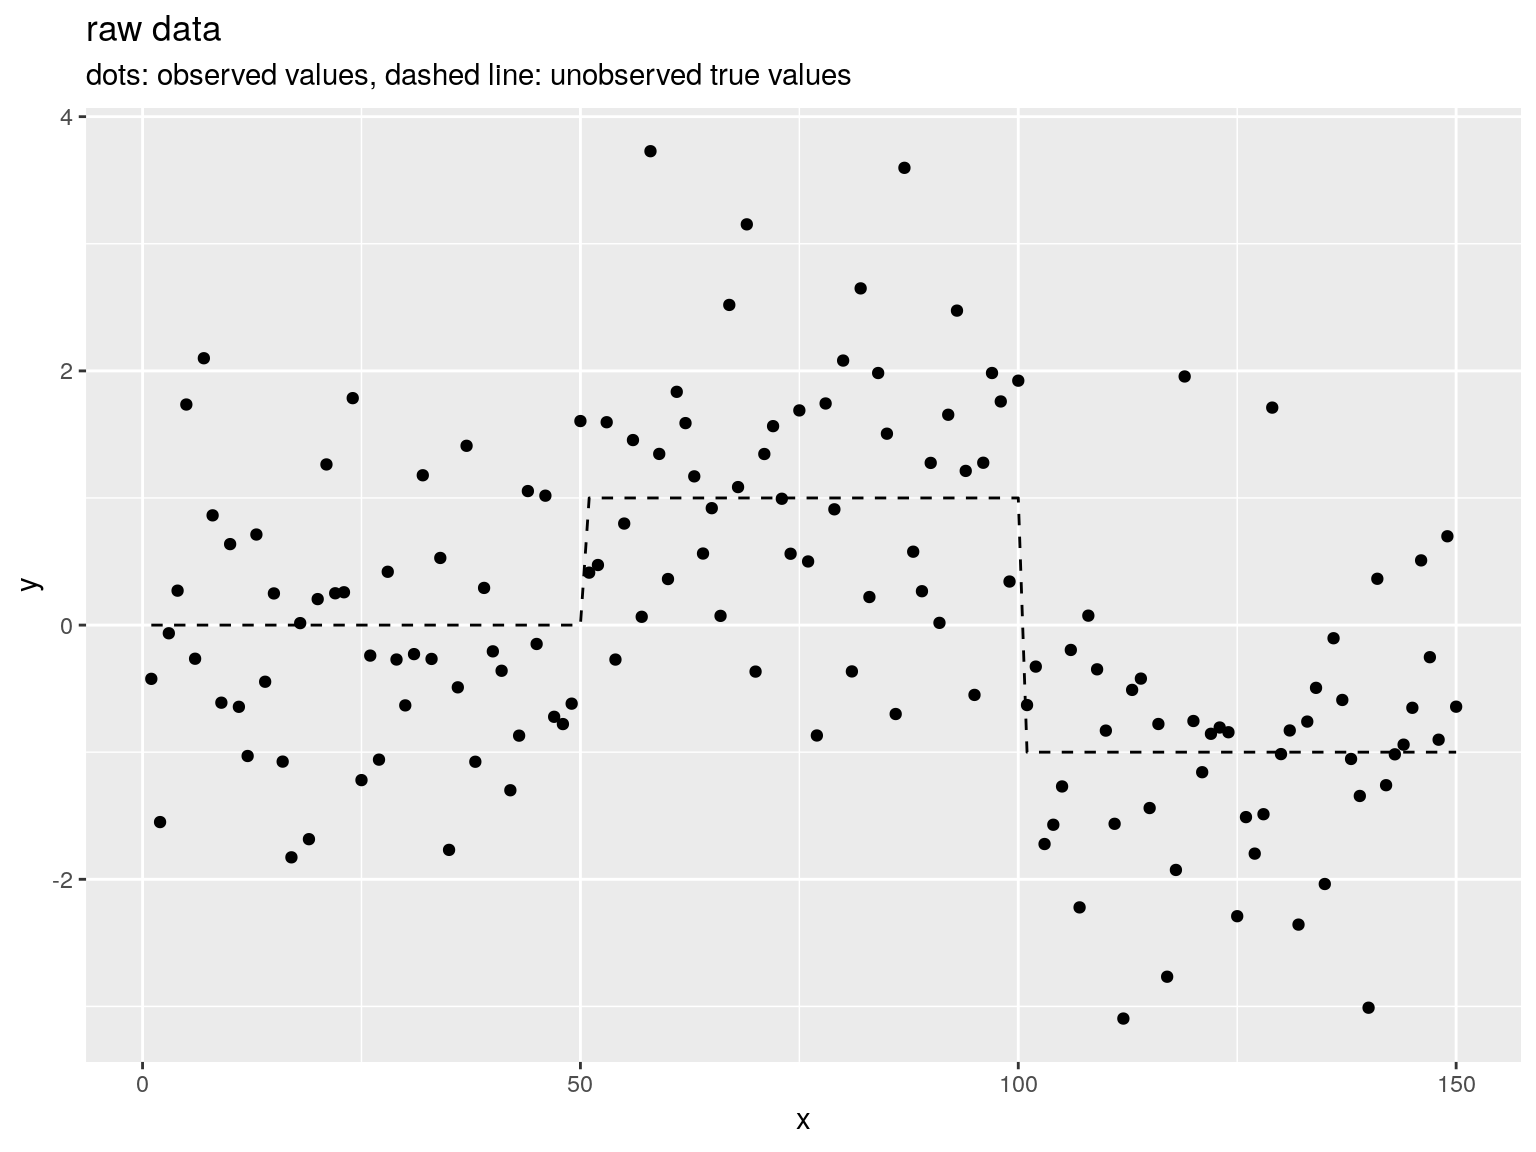 raw data
dots: observed values, dashed line: unobserved true values
4
2
0
-2
y
0
50
100
150
x